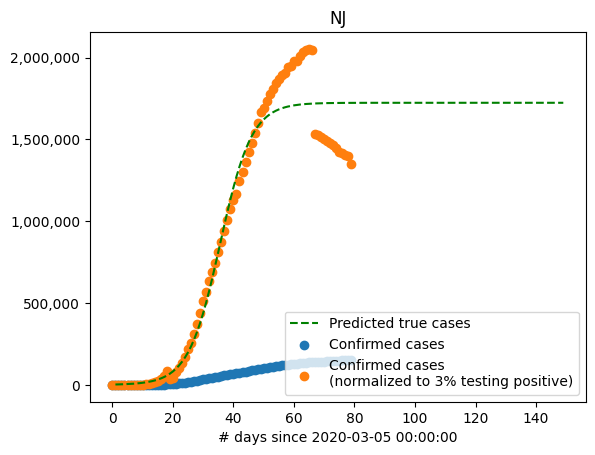 NJ
2,000,000
1,500,000
1,000,000
500,000
0
Predicted true cases
Confirmed cases
Confirmed cases
(normalized to 3% testing positive)
0 20 40 60 80 100 120 140
# days since 2020-03-05 00:00:00